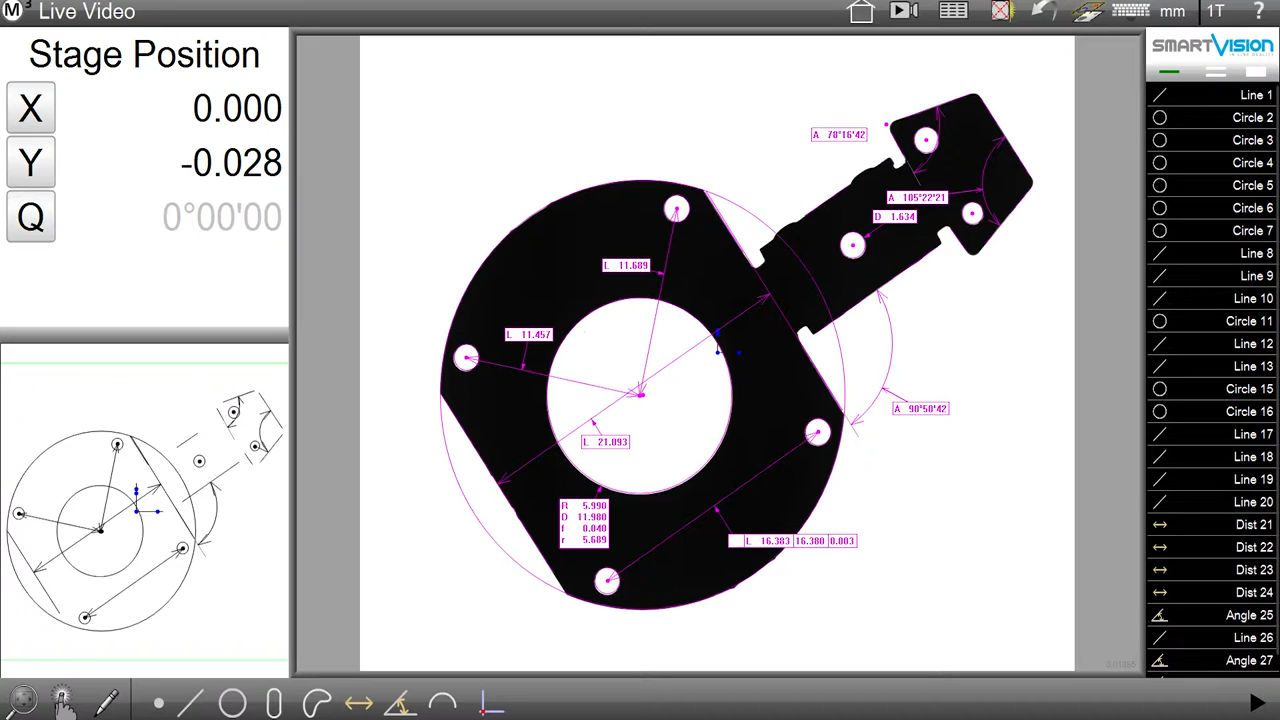 M3 Live Video
mm
1T
?
Stage Position
X 0.000
Y -0.028
Q 0°00'00
SMARTVISION
Line 1
Circle 2
Circle 3
Circle 4
Circle 5
Circle 6
Circle 7
Line 8
Line 9
Line 10
Circle 11
Line 12
Line 13
Circle 15
Circle 16
Line 17
Line 18
Line 19
Line 20
Dist 21
Dist 22
Dist 23
Dist 24
Angle 25
Line 26
Angle 27
A 78°16'42
A 105°22'21
D 1.634
L 11.689
L 11.457
A 90°50'42
L 21.093
R 5.990
D 11.980
f 0.040
r 5.689
L 16.383 16.380 0.003